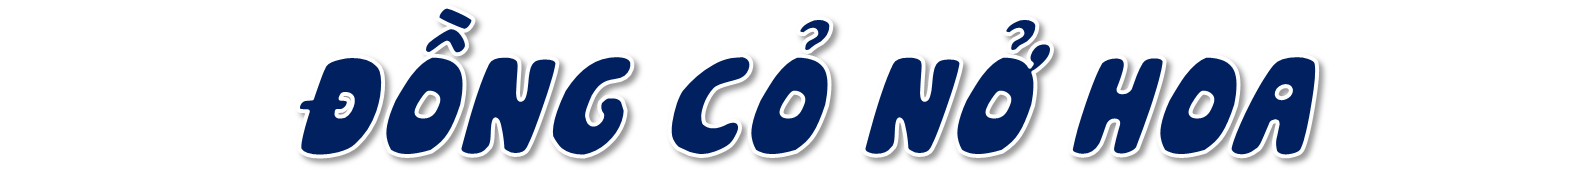 ĐỒNG CỎ NỞ HOA